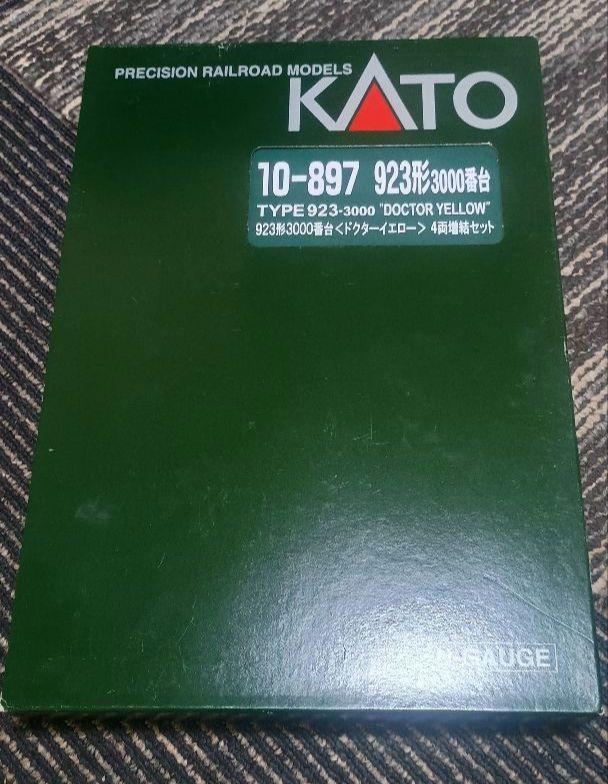 PRECISION RAILROAD MODELS
KATO
10-897 923形3000番台
TYPE 923-3000 "DOCTOR YELLOW"
923形3000番台<ドクターイエロー> 4両増結セット
N-GAUGE